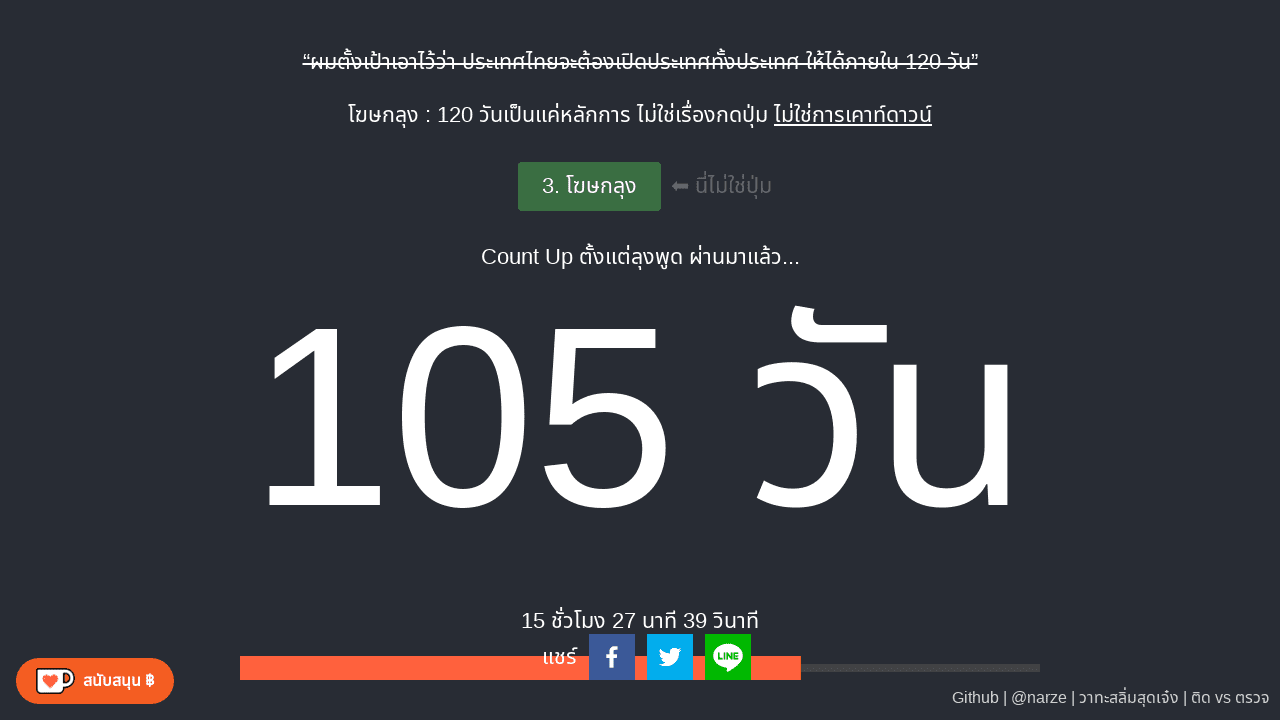 “ผมตั้งเป้าเอาไว้ว่า ประเทศไทยจะต้องเปิดประเทศทั้งประเทศ ให้ได้ภายใน 120 วัน”
โฆษกลุง : 120 วันเป็นแค่หลักการ ไม่ใช่เรื่องกดปุ่ม ไม่ใช่การเคาท์ดาวน์
3. โฆษกลุง ⬅ นี่ไม่ใช่ปุ่ม
Count Up ตั้งแต่ลุงพูด ผ่านมาแล้ว...
105 วัน
15 ชั่วโมง 27 นาที 39 วินาที
แชร์ LINE
สนับสนุน ฿
Github | @narze | วาทะสลิ่มสุดเจ๋ง | ติด vs ตรวจ